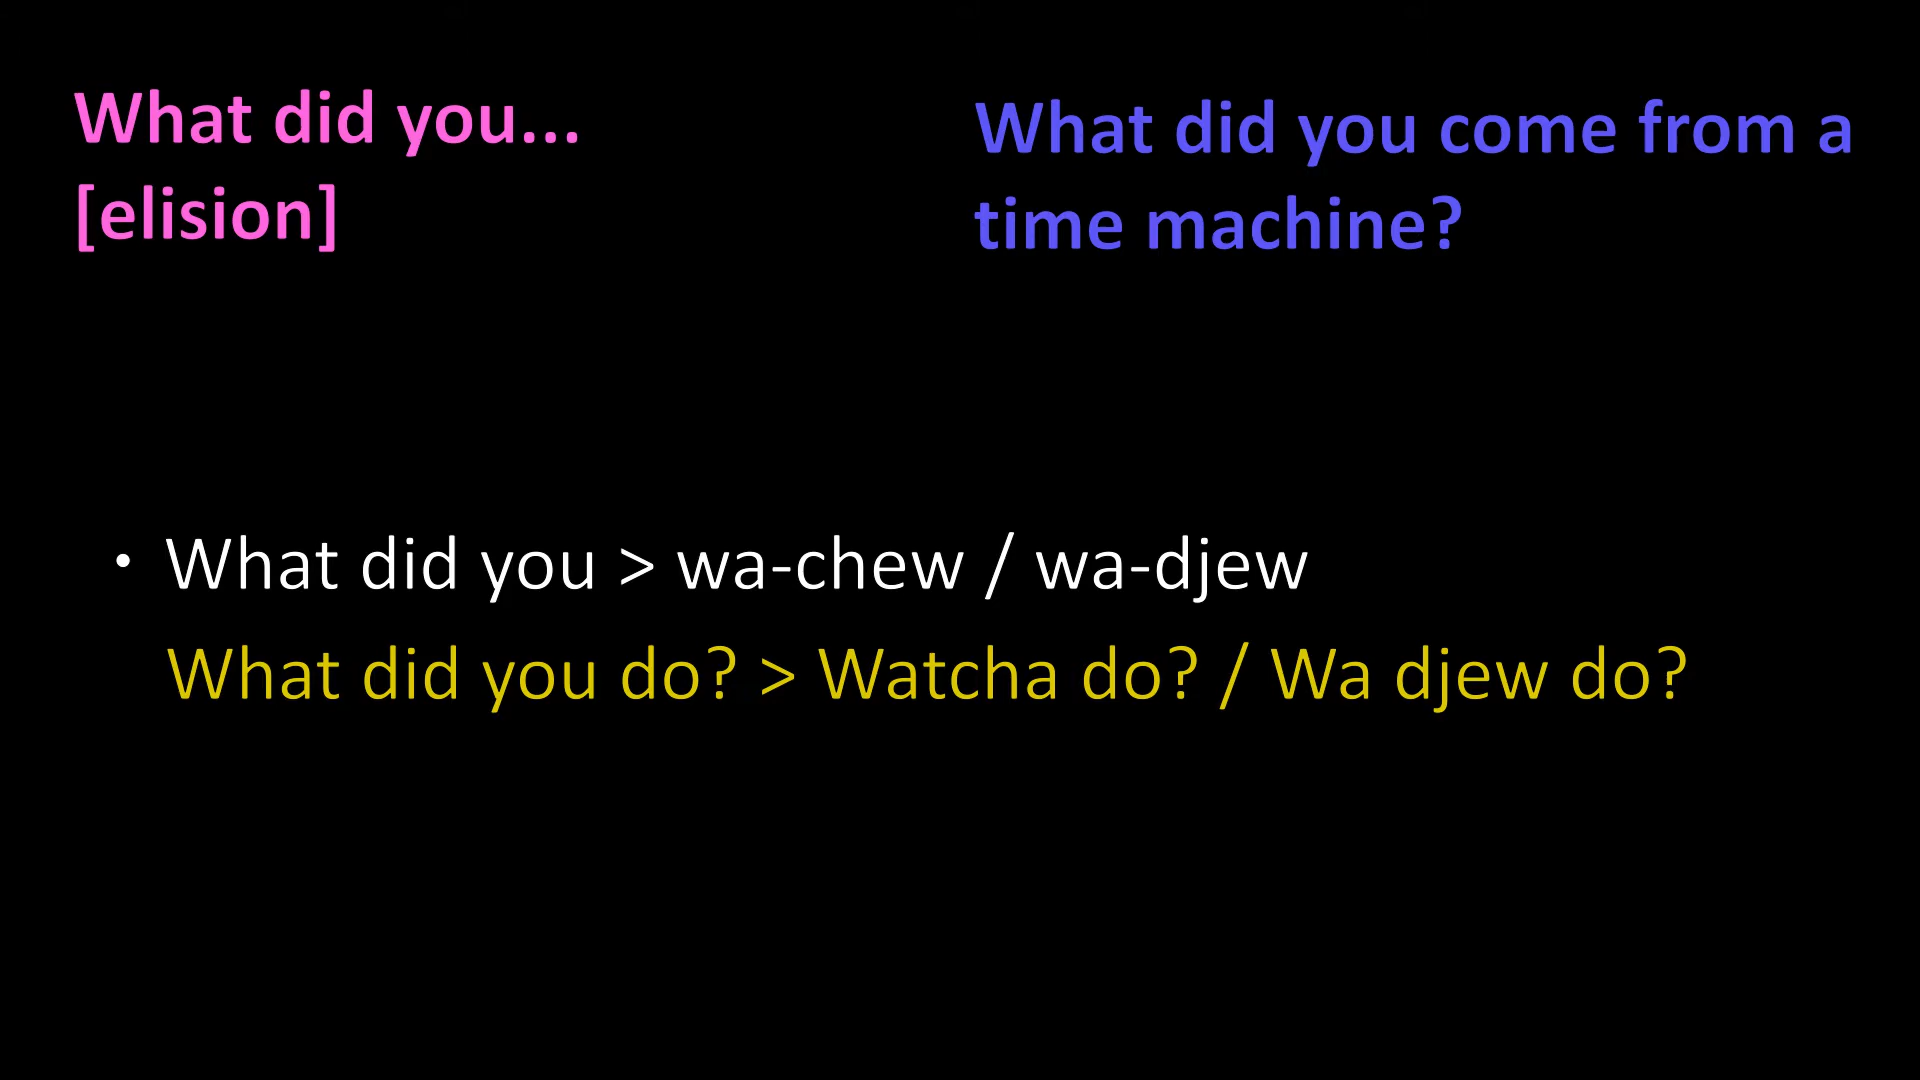 What did you...
[elision]
What did you come from a
time machine?
• What did you > wa-chew / wa-djew
What did you do? > Watcha do? / Wa djew do?